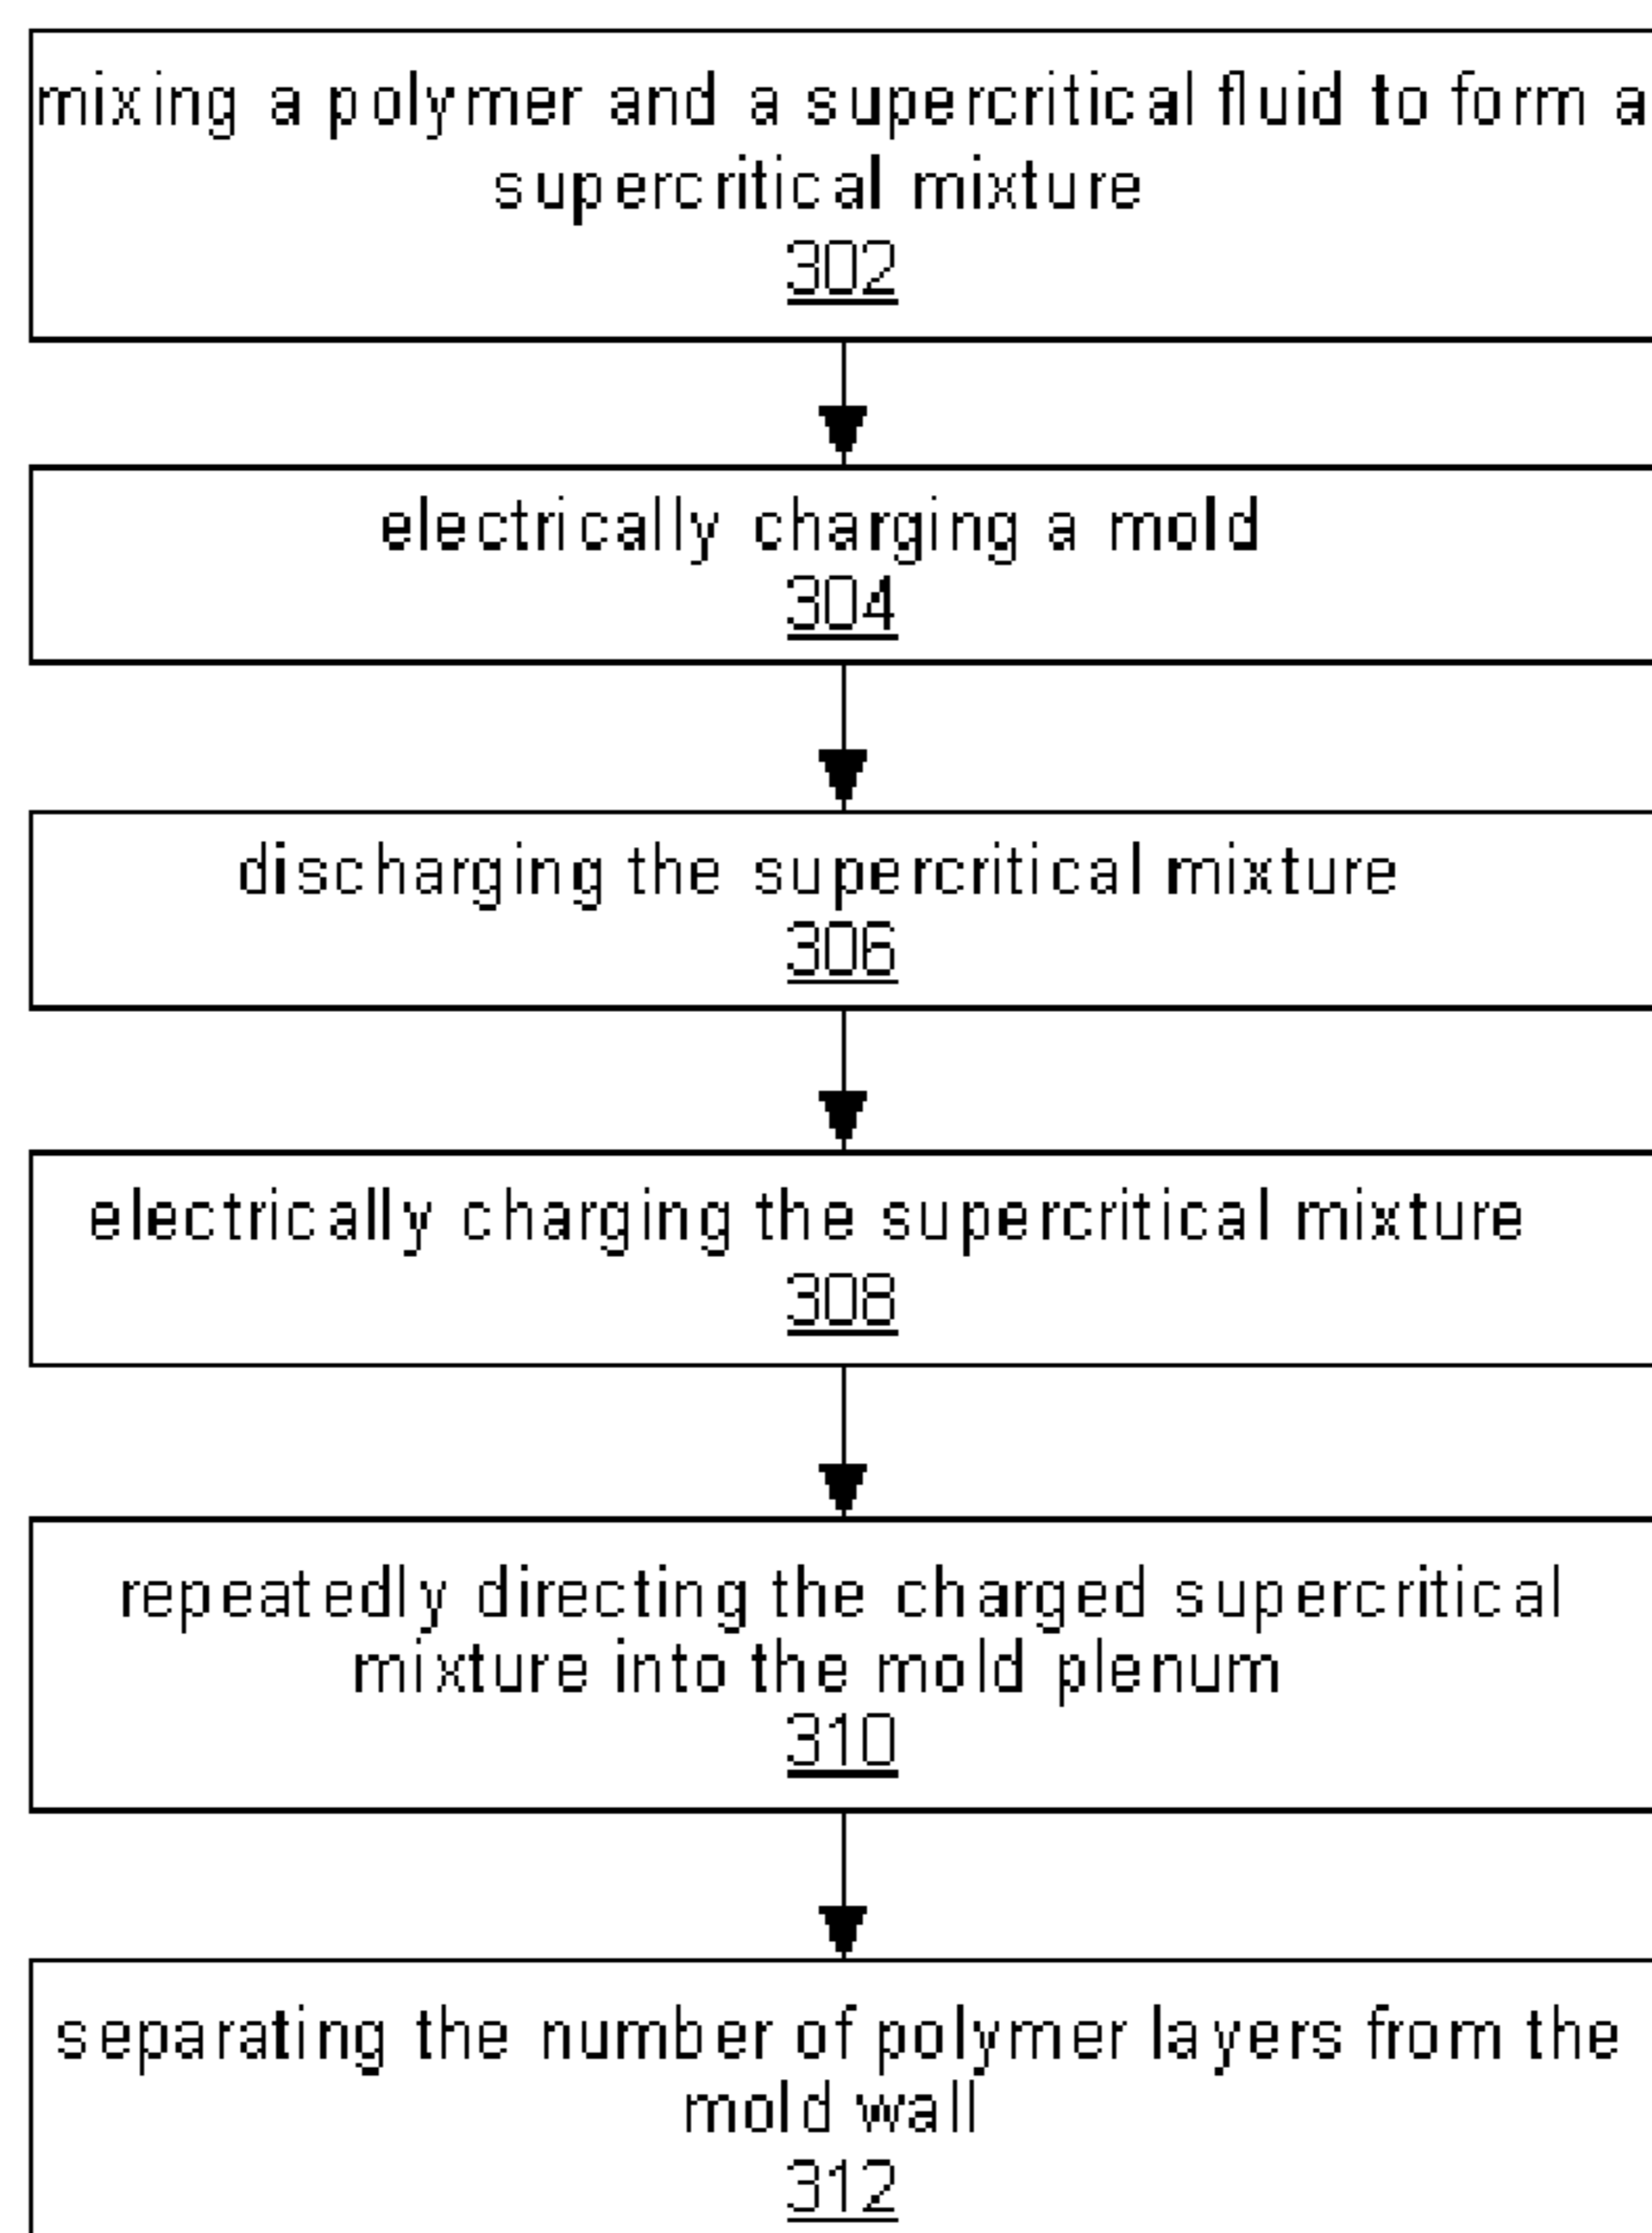 mixing a polymer and a supercritical fluid to form a
supercritical mixture
302
electrically charging a mold
304
discharging the supercritical mixture
306
electrically charging the supercritical mixture
308
repeatedly directing the charged supercritical
mixture into the mold plenum
310
separating the number of polymer layers from the
mold wall
312